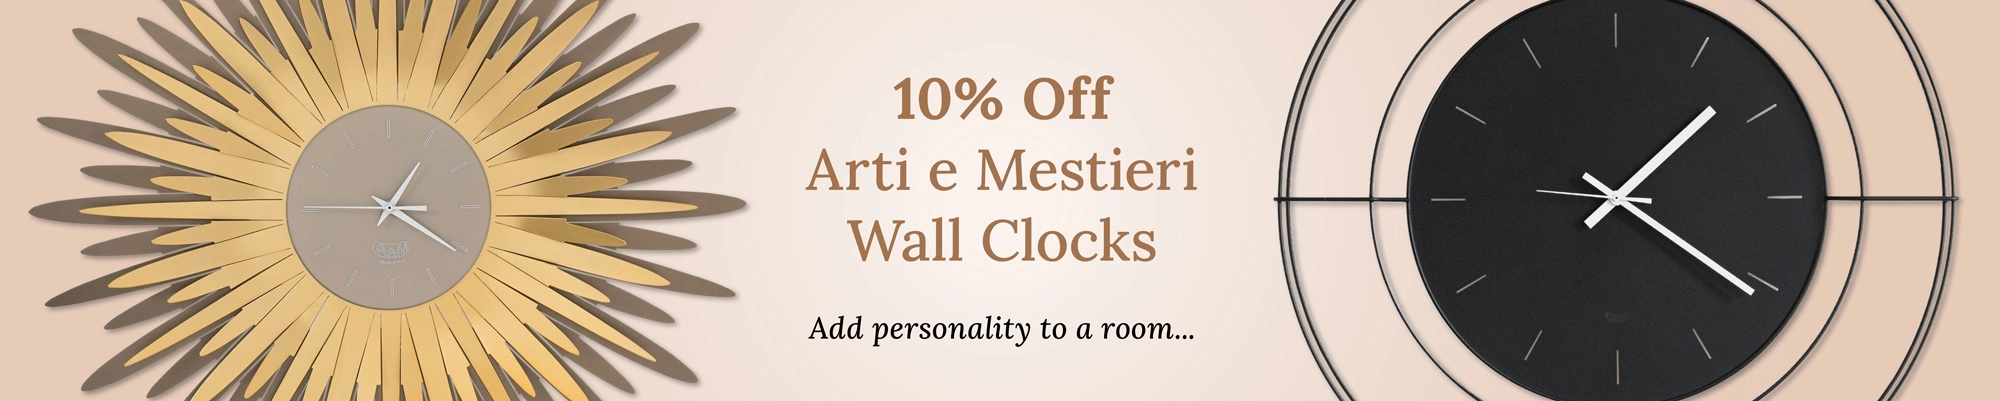 10% Off
Arti e Mestieri
Wall Clocks
Add personality to a room...